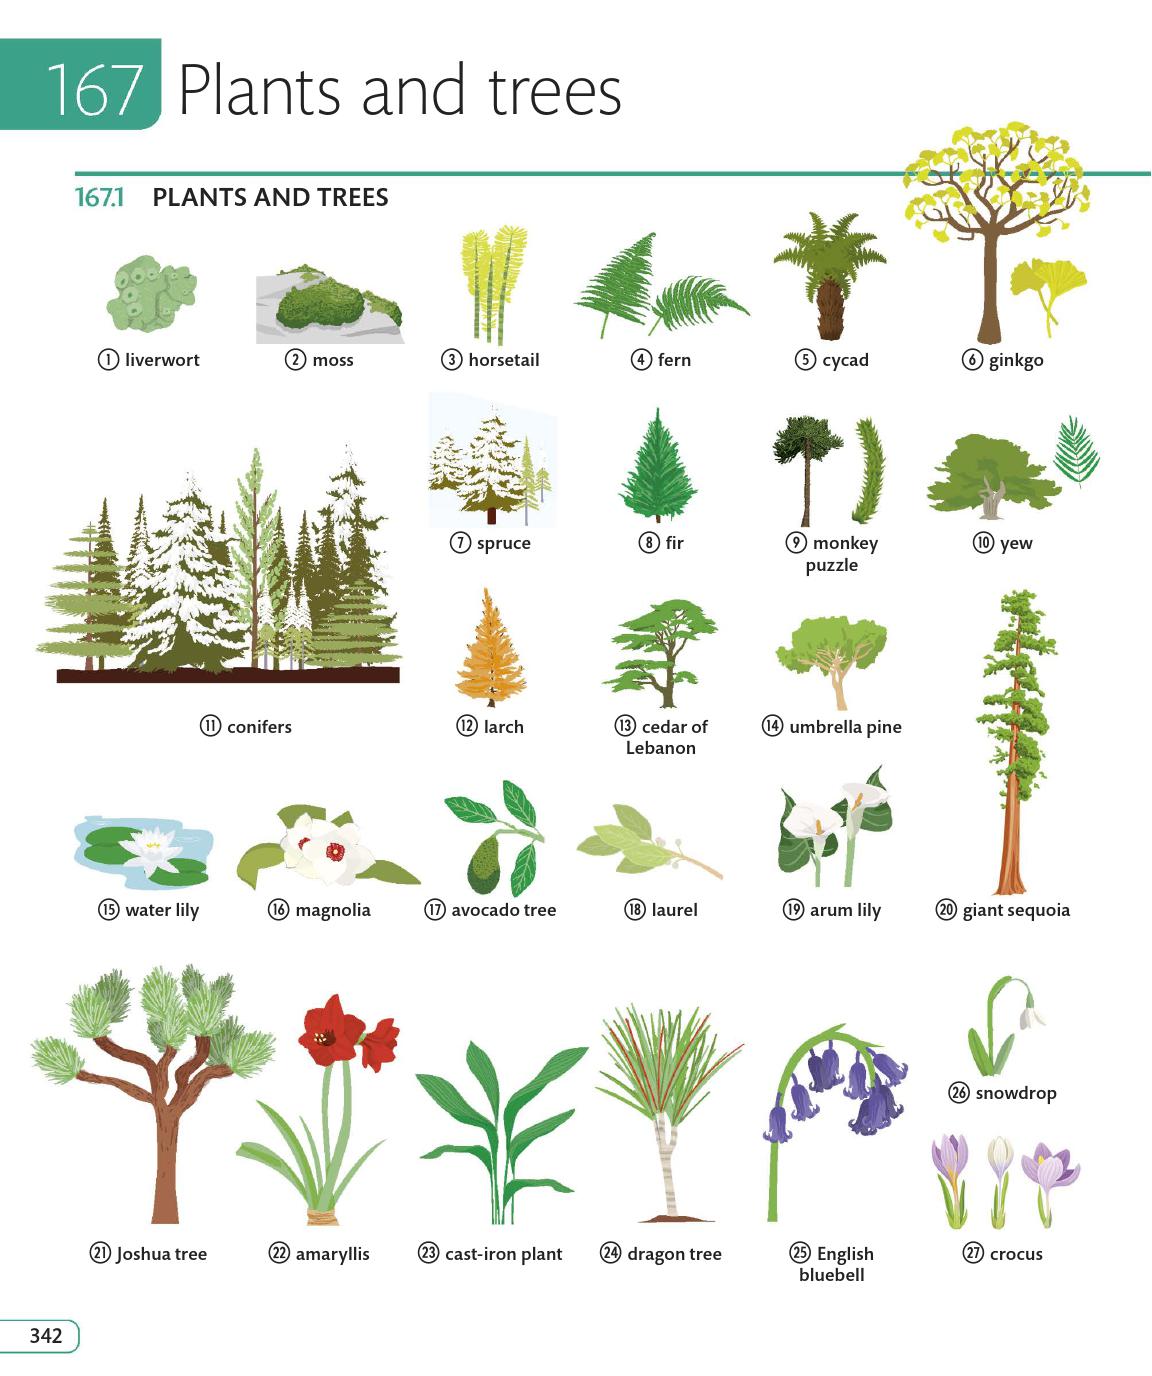 167 Plants and trees
167.1 PLANTS AND TREES
① liverwort
② moss
③ horsetail
④ fern
⑤ cycad
⑥ ginkgo
⑦ spruce
⑧ fir
⑨ monkey
puzzle
⑩ yew
⑪ conifers
⑫ larch
⑬ cedar of
Lebanon
⑭ umbrella pine
⑮ water lily
⑯ magnolia
⑰ avocado tree
⑱ laurel
⑲ arum lily
⑳ giant sequoia
㉑ Joshua tree
㉒ amaryllis
㉓ cast-iron plant
㉔ dragon tree
㉕ English
bluebell
㉖ snowdrop
㉗ crocus
342